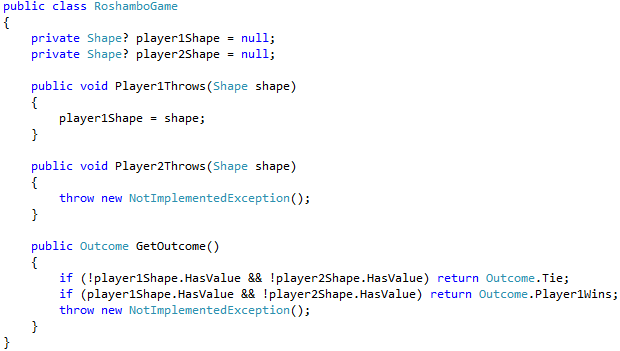 public class RoshamboGame
{
    private Shape? player1Shape = null;
    private Shape? player2Shape = null;

    public void Player1Throws(Shape shape)
    {
        player1Shape = shape;
    }

    public void Player2Throws(Shape shape)
    {
        throw new NotImplementedException();
    }

    public Outcome GetOutcome()
    {
        if (!player1Shape.HasValue && !player2Shape.HasValue) return Outcome.Tie;
        if (player1Shape.HasValue && !player2Shape.HasValue) return Outcome.Player1Wins;
        throw new NotImplementedException();
    }
}